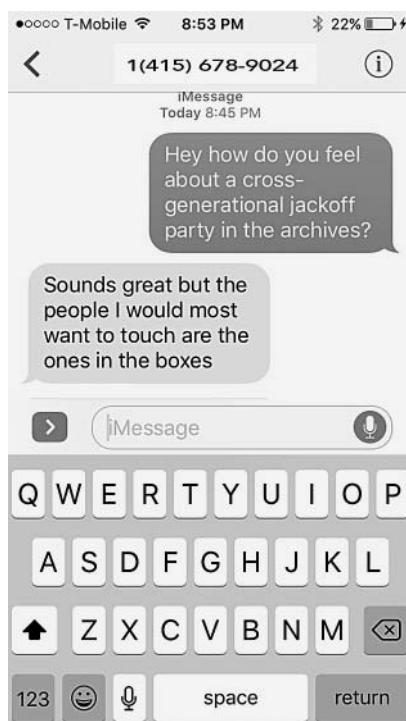 T-Mobile 8:53 PM 22%
1(415) 678-9024
iMessage
Today 8:45 PM
Hey how do you feel
about a cross-
generational jackoff
party in the archives?
Sounds great but the
people I would most
want to touch are the
ones in the boxes
iMessage
Q W E R T Y U I O P
A S D F G H J K L
Z X C V B N M
123 space return